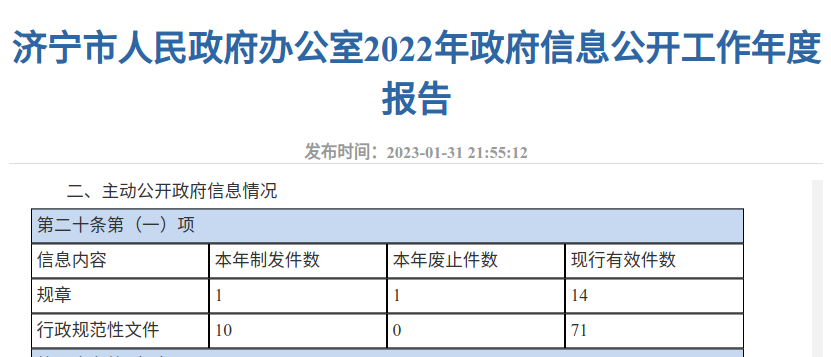 济宁市人民政府办公室2022年政府信息公开工作年度
报告
发布时间：2023-01-31 21:55:12
二、主动公开政府信息情况
第二十条第（一）项
信息内容 本年制发件数 本年废止件数 现行有效件数
规章 1 1 14
行政规范性文件 10 0 71